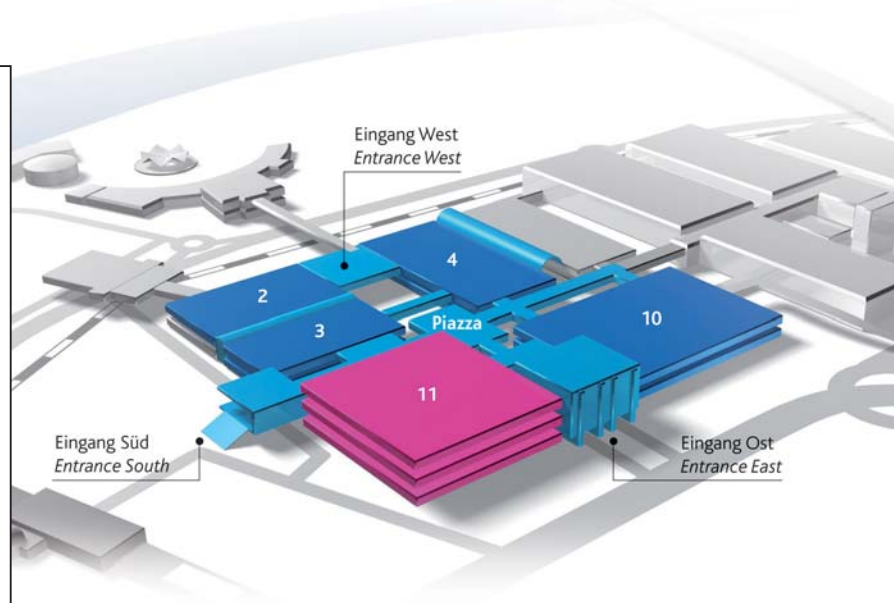 Eingang West
Entrance West
4
2
10
3
Piazza
11
Eingang Süd
Entrance South
Eingang Ost
Entrance East